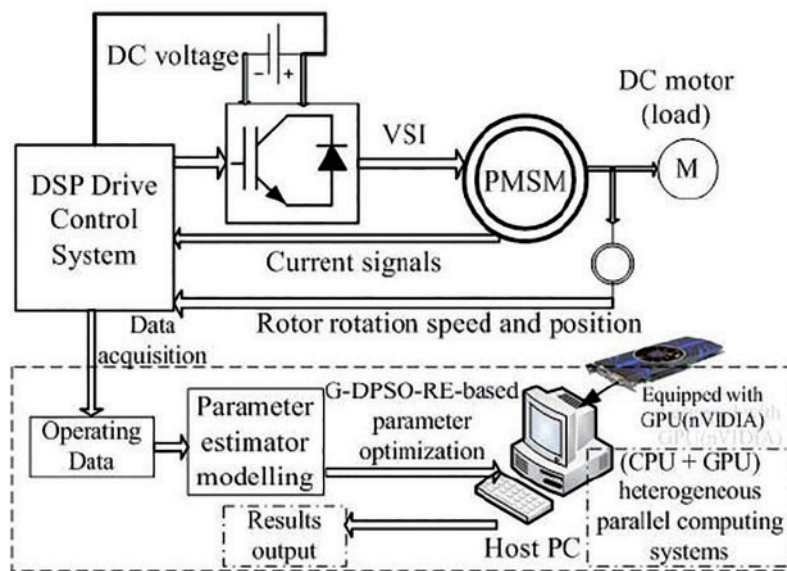 DC voltage
– +
DC motor
(load)
VSI
DSP Drive
Control
System
PMSM
M
Current signals
Rotor rotation speed and position
Data
acquisition
G-DPSO-RE-based
parameter
optimization
Equipped with
GPU(nVIDIA)
Operating
Data
Parameter
estimator
modelling
(CPU + GPU)
heterogeneous
parallel computing
systems
Results
output
Host PC